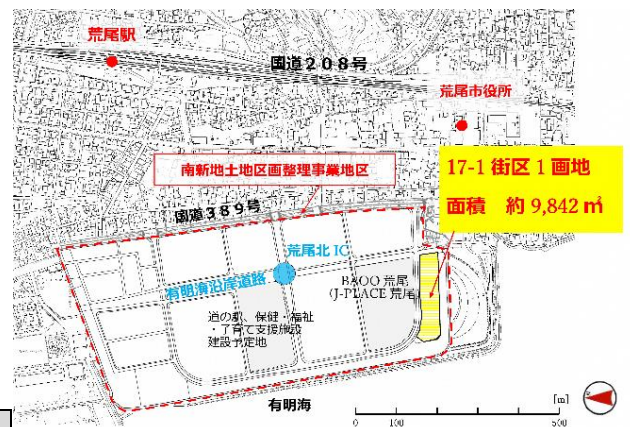 荒尾駅
国道208号
荒尾市役所
17-1 街区 1 画地
面積 約 9,842 ㎡
南新地土地区画整理事業地区
国道389号
荒尾北 IC
有明海沿岸道路
BAOO 荒尾
(J-PLACE 荒尾)
道の駅、保健・福祉
・子育て支援施設
建設予定地
有明海
[m]
0 100 500